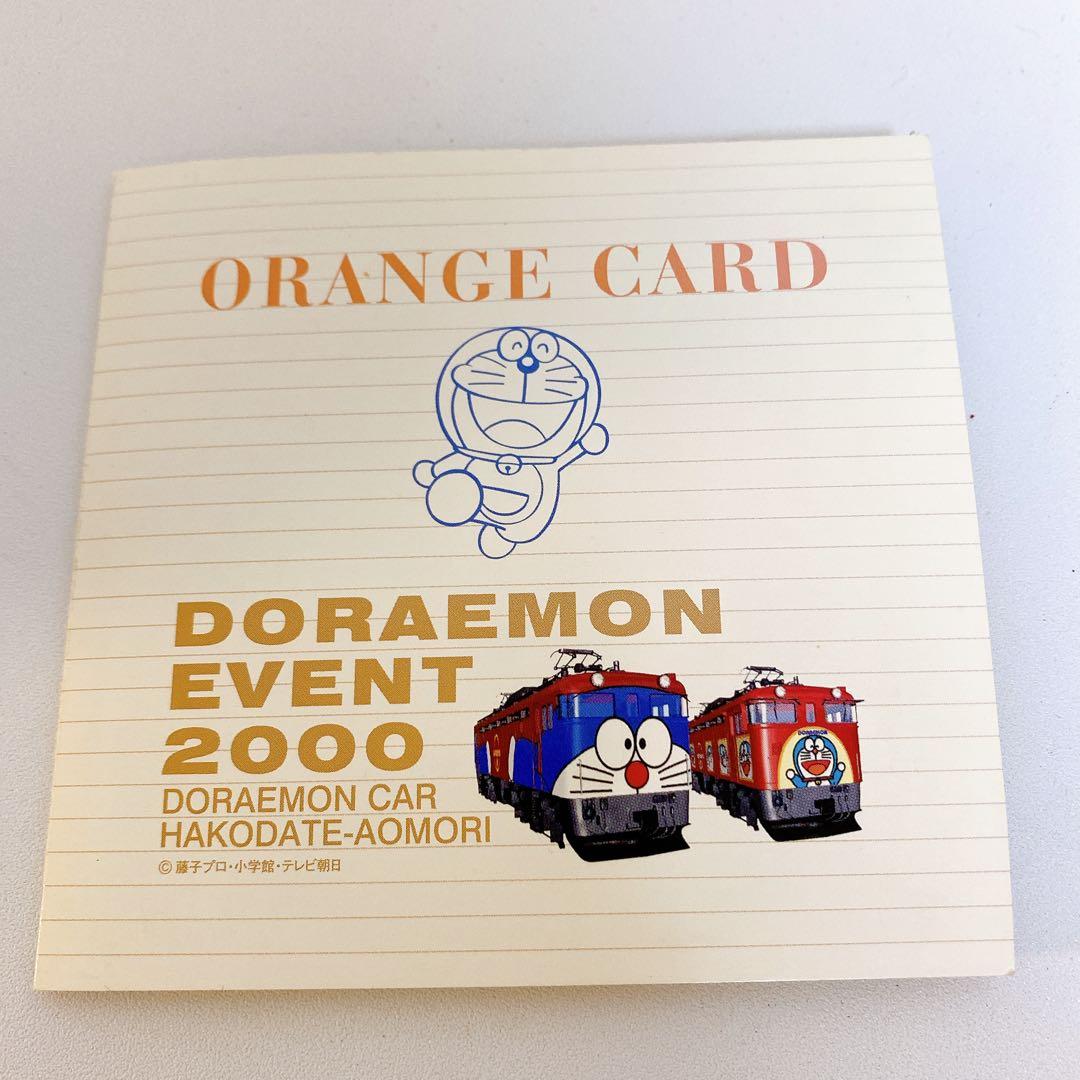 ORANGE CARD
DORAEMON
EVENT
2000
DORAEMON CAR
HAKODATE-AOMORI
© 藤子プロ・小学館・テレビ朝日
DORAEMON